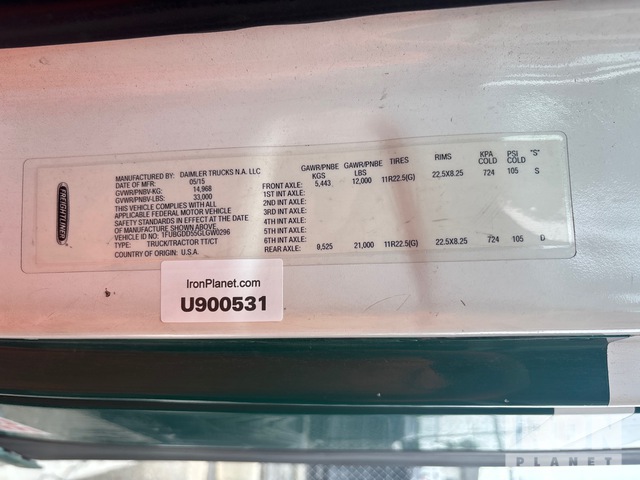 FREIGHTLINER
MANUFACTURED BY: DAIMLER TRUCKS N.A. LLC
DATE OF MFR: 05/15
GVWR/PNBV-KG: 14,968
GVWR/PNBV-LBS: 33,000
THIS VEHICLE COMPLIES WITH ALL
APPLICABLE FEDERAL MOTOR VEHICLE
SAFETY STANDARDS IN EFFECT AT THE DATE
OF MANUFACTURE SHOWN ABOVE.
VEHICLE ID NO: 1FUBGDD55GLGW0296
TYPE: TRUCK/TRACTOR TT/CT
COUNTRY OF ORIGIN: U.S.A.
GAWR/PNBE KGS GAWR/PNBE LBS TIRES RIMS KPA COLD PSI COLD "S"
FRONT AXLE: 5,443 12,000 11R22.5(G) 22.5X8.25 724 105 S
1ST INT AXLE:
2ND INT AXLE:
3RD INT AXLE:
4TH INT AXLE:
5TH INT AXLE:
6TH INT AXLE:
REAR AXLE: 9,525 21,000 11R22.5(G) 22.5X8.25 724 105 D
IronPlanet.com
U900531
PLANET